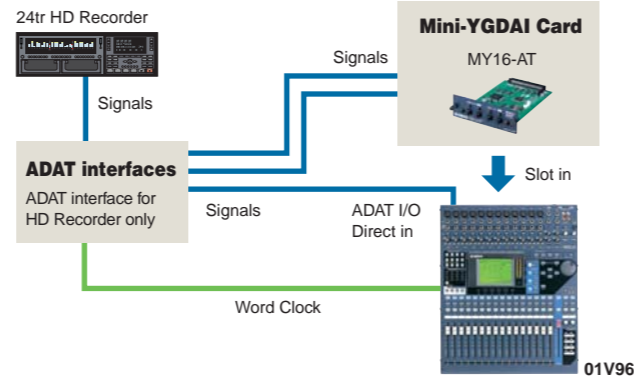 24tr HD Recorder
Mini-YGDAI Card
MY16-AT
Signals
Signals
ADAT interfaces
ADAT interface for
HD Recorder only
Slot in
Signals
ADAT I/O
Direct in
Word Clock
01V96